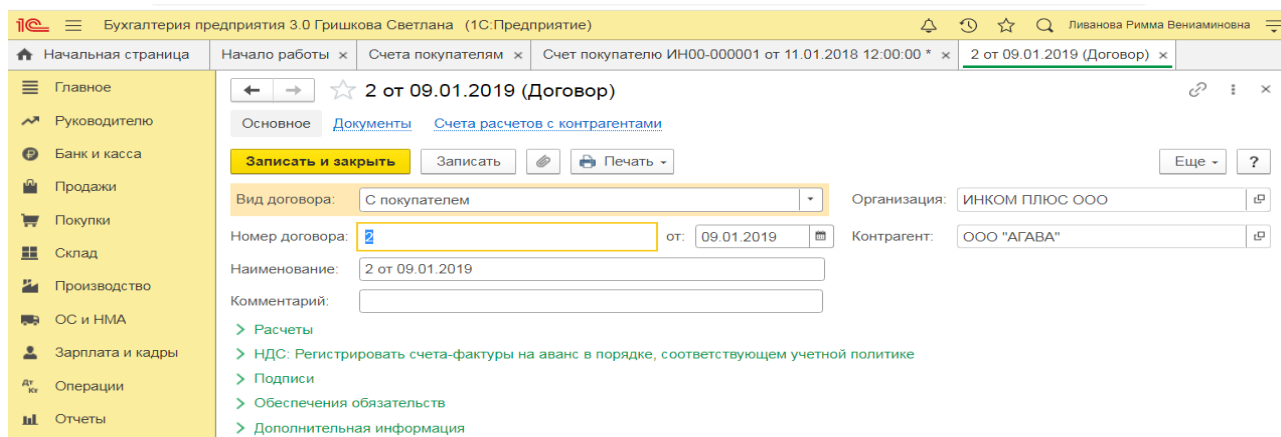 1С Бухгалтерия предприятия 3.0 Гришкова Светлана (1С:Предприятие) Ливанова Римма Вениаминовна
Начальная страница Начало работы × Счета покупателям × Счет покупателю ИН00-000001 от 11.01.2018 12:00:00 * × 2 от 09.01.2019 (Договор) ×
Главное
Руководителю
Банк и касса
Продажи
Покупки
Склад
Производство
ОС и НМА
Зарплата и кадры
Дт Кт Операции
Отчеты
2 от 09.01.2019 (Договор)
Основное Документы Счета расчетов с контрагентами
Записать и закрыть Записать Печать Еще ?
Вид договора: С покупателем Организация: ИНКОМ ПЛЮС ООО
Номер договора: 2 от: 09.01.2019 Контрагент: ООО "АГАВА"
Наименование: 2 от 09.01.2019
Комментарий:
Расчеты
НДС: Регистрировать счета-фактуры на аванс в порядке, соответствующем учетной политике
Подписи
Обеспечения обязательств
Дополнительная информация